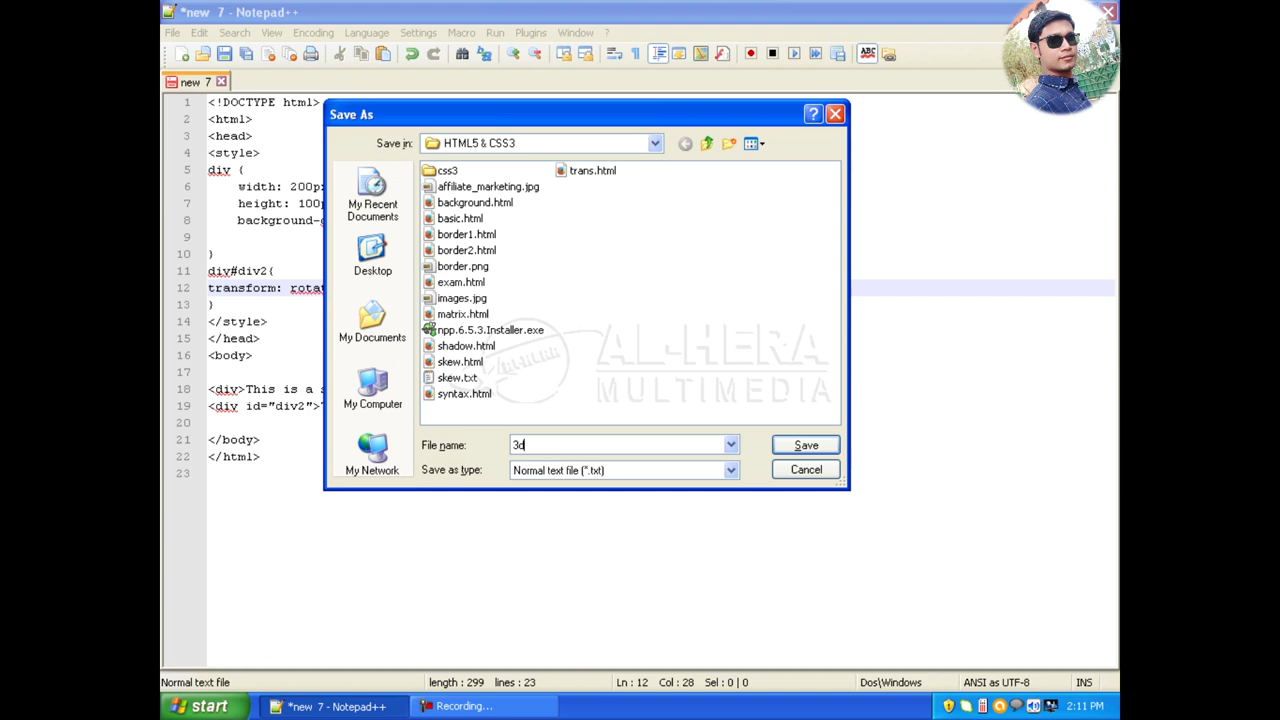 *new 7 - Notepad++
File Edit Search View Encoding Language Settings Macro Run Plugins Window ?
new 7
1 <!DOCTYPE html>
2 <html>
3 <head>
4 <style>
5 div {
6 width: 200p
7 height: 100p
8 background-
9
10 }
11 div#div2{
12 transform: rotat
13 }
14 </style>
15 </head>
16 <body>
17
18 <div>This is a
19 <div id="div2">
20
21 </body>
22 </html>
23
Save As
Save in: HTML5 & CSS3
My Recent Documents
Desktop
My Documents
My Computer
My Network
css3
affiliate_marketing.jpg
background.html
basic.html
border1.html
border2.html
border.png
exam.html
images.jpg
matrix.html
npp.6.5.3.Installer.exe
shadow.html
skew.html
skew.txt
syntax.html
trans.html
AL-HERA
MULTIMEDIA
File name: 3d
Save
Save as type: Normal text file (*.txt)
Cancel
Normal text file length : 299 lines : 23 Ln : 12 Col : 28 Sel : 0 | 0 Dos\Windows ANSI as UTF-8 INS
start *new 7 - Notepad++ Recording... 2:11 PM